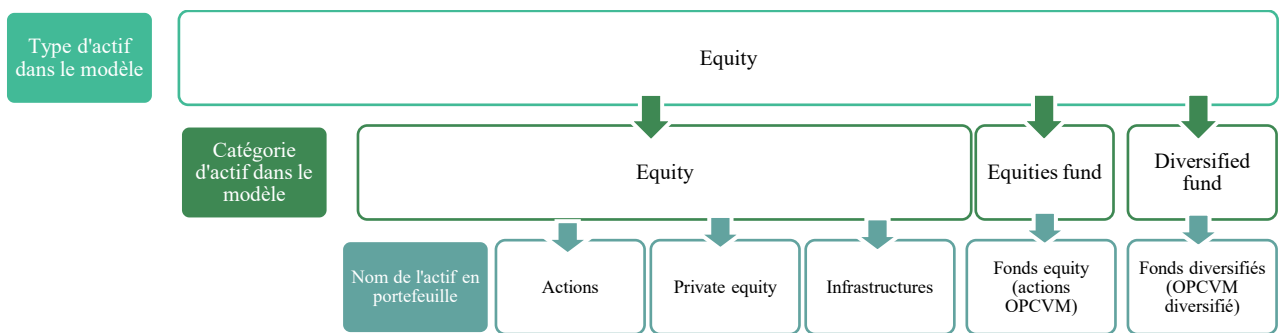 Type d'actif
dans le modèle
Equity
Catégorie
d'actif dans le
modèle
Equity
Equities fund
Diversified
fund
Nom de l'actif en
portefeuille
Actions
Private equity
Infrastructures
Fonds equity
(actions
OPCVM)
Fonds diversifiés
(OPCVM
diversifié)